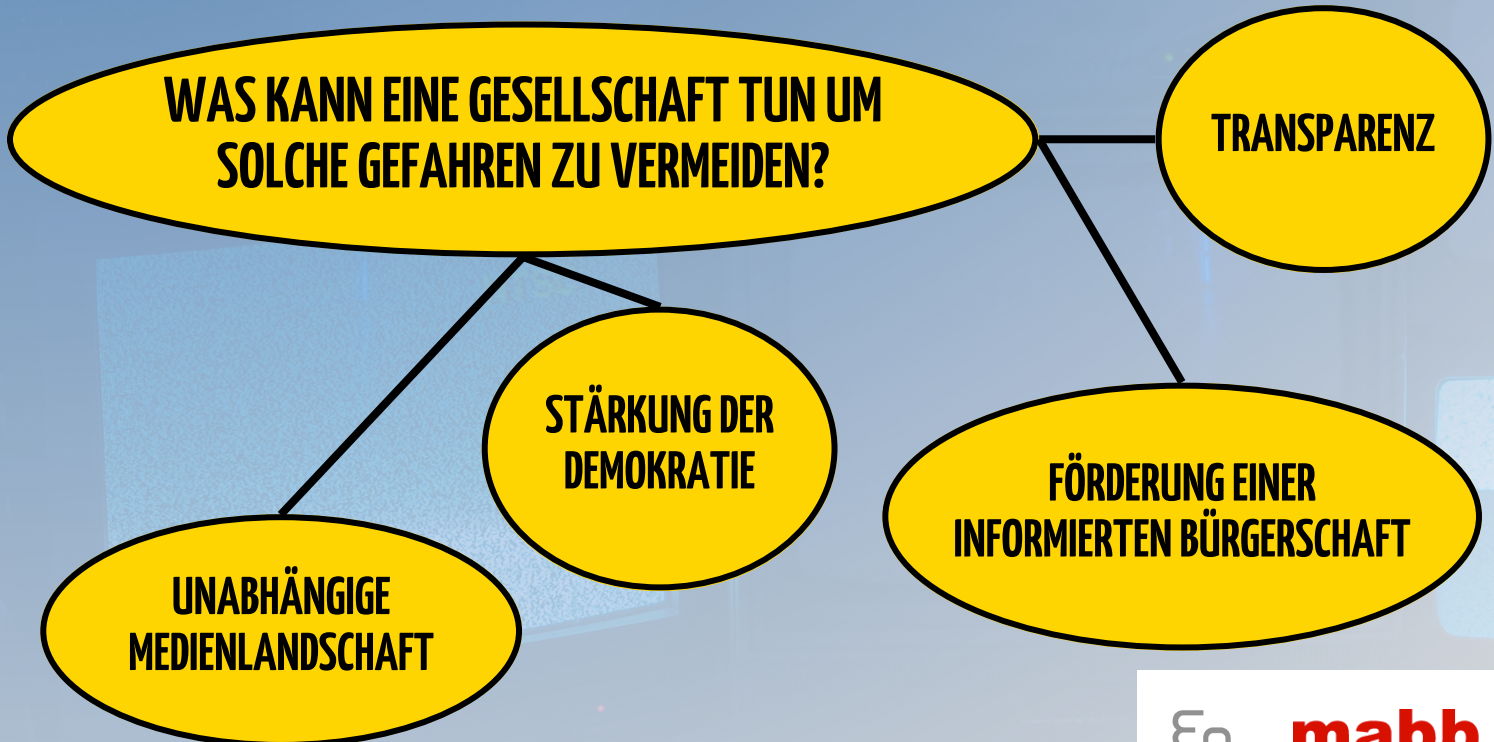 WAS KANN EINE GESELLSCHAFT TUN UM
SOLCHE GEFAHREN ZU VERMEIDEN?
TRANSPARENZ
STÄRKUNG DER
DEMOKRATIE
FÖRDERUNG EINER
INFORMIERTEN BÜRGERSCHAFT
UNABHÄNGIGE
MEDIENLANDSCHAFT
mabb